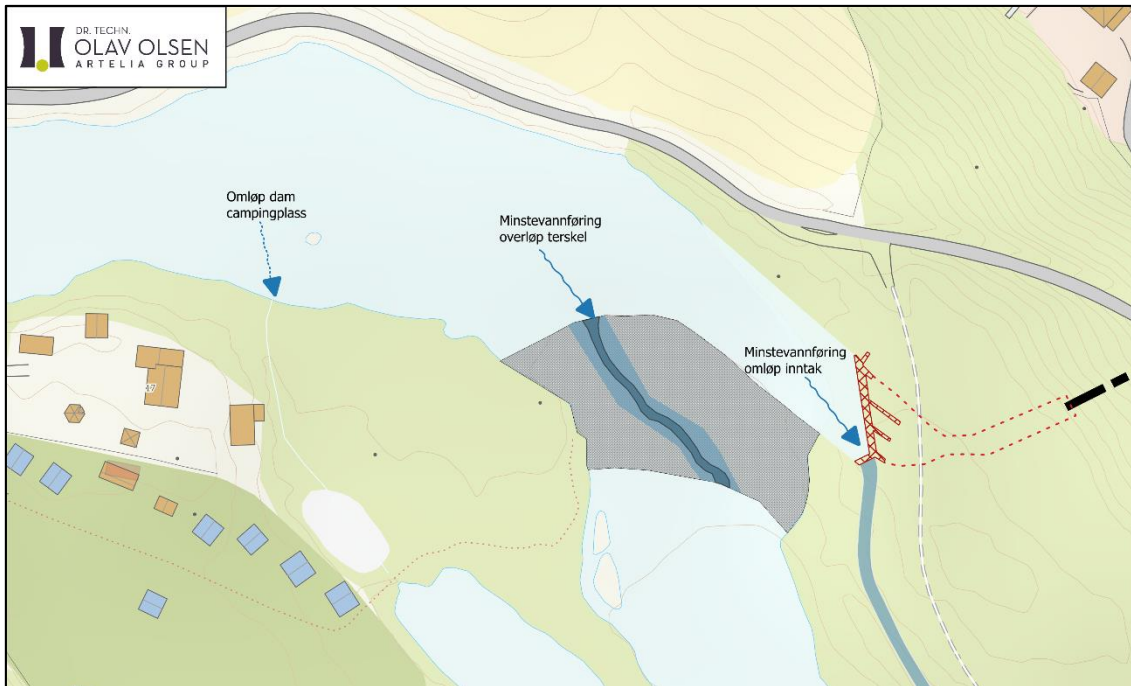 DR. TECHN.
OLAV OLSEN
ARTELIA GROUP
Omløp dam
campingplass
Minstevannføring
overløp terskel
Minstevannføring
omløp inntak